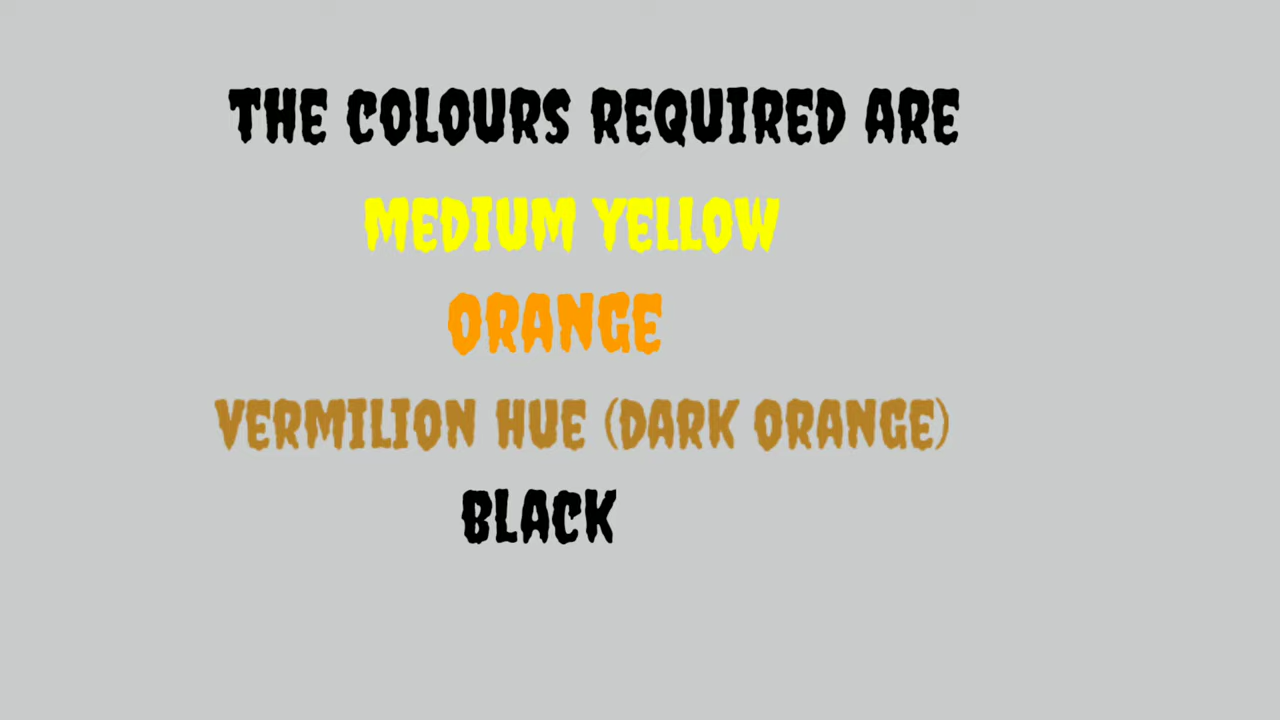 THE COLOURS REQUIRED ARE
MEDIUM YELLOW
ORANGE
VERMILION HUE (DARK ORANGE)
BLACK